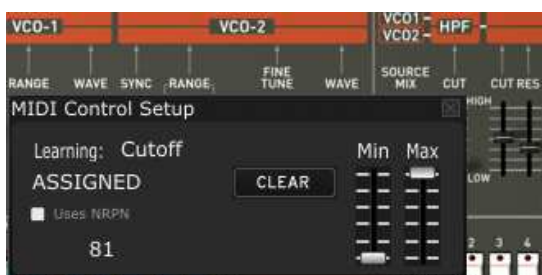 VCO-1 VCO-2 VCO1 HPF
VCO2
RANGE WAVE SYNC RANGE FINE TUNE WAVE SOURCE MIX CUT CUT RES
MIDI Control Setup HIGH
Learning: Cutoff Min Max
ASSIGNED CLEAR LOW
Uses NRPN
81 2 3 4